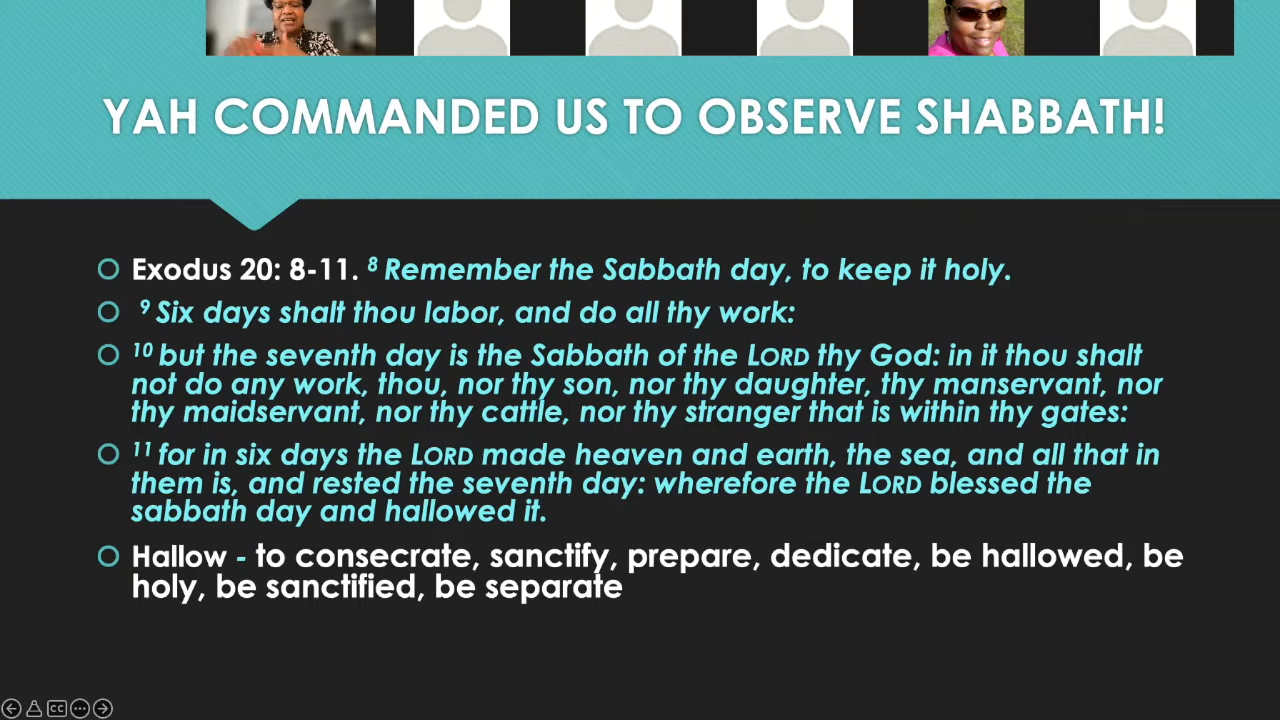 YAH COMMANDED US TO OBSERVE SHABBATH!
Exodus 20: 8-11. 8 Remember the Sabbath day, to keep it holy.
9 Six days shalt thou labor, and do all thy work:
10 but the seventh day is the Sabbath of the LORD thy God: in it thou shalt
not do any work, thou, nor thy son, nor thy daughter, thy manservant, nor
thy maidservant, nor thy cattle, nor thy stranger that is within thy gates:
11 for in six days the LORD made heaven and earth, the sea, and all that in
them is, and rested the seventh day: wherefore the LORD blessed the
sabbath day and hallowed it.
Hallow - to consecrate, sanctify, prepare, dedicate, be hallowed, be
holy, be sanctified, be separate
CC